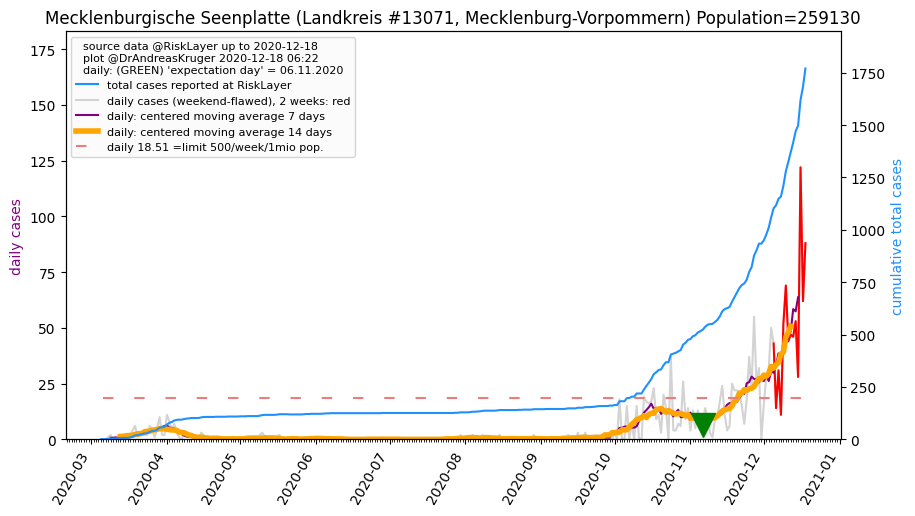 Mecklenburgische Seenplatte (Landkreis #13071, Mecklenburg-Vorpommern) Population=259130
source data @RiskLayer up to 2020-12-18
plot @DrAndreasKruger 2020-12-18 06:22
daily: (GREEN) 'expectation day' = 06.11.2020
total cases reported at RiskLayer
daily cases (weekend-flawed), 2 weeks: red
daily: centered moving average 7 days
daily: centered moving average 14 days
daily 18.51 =limit 500/week/1mio pop.
daily cases
175
150
125
100
75
50
25
0
1750
1500
1250
1000
750
500
250
0
cumulative total cases
2020-03
2020-04
2020-05
2020-06
2020-07
2020-08
2020-09
2020-10
2020-11
2020-12
2021-01